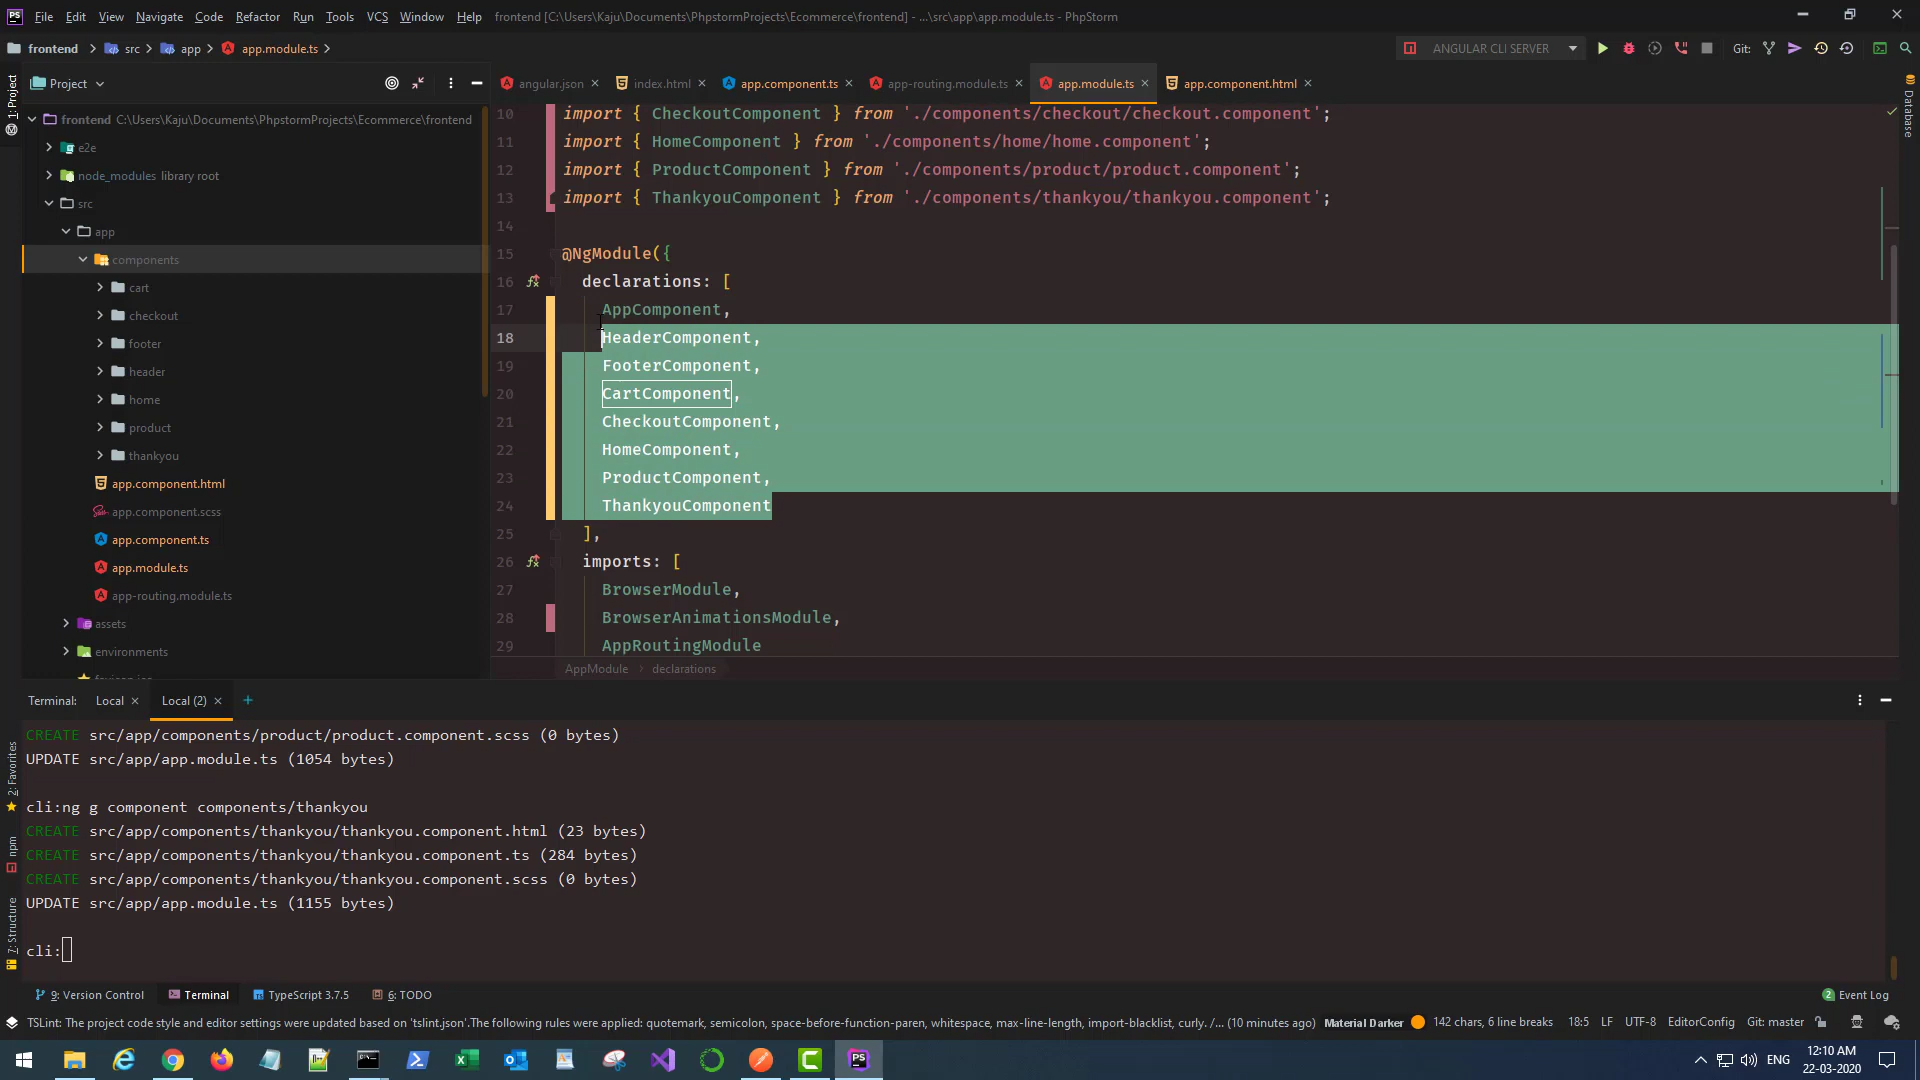 PS File Edit View Navigate Code Refactor Run Tools VCS Window Help frontend [C:\Users\Kaju\Documents\PhpstormProjects\Ecommerce\frontend] - ...\src\app\app.module.ts - PhpStorm
frontend src app app.module.ts ANGULAR CLI SERVER Git:
Project
angular.json index.html app.component.ts app-routing.module.ts app.module.ts app.component.html
1: Project
Database
frontend C:\Users\Kaju\Documents\PhpstormProjects\Ecommerce\frontend
e2e
node_modules library root
src
app
components
cart
checkout
footer
header
home
product
thankyou
app.component.html
app.component.scss
app.component.ts
app.module.ts
app-routing.module.ts
assets
environments
10 import { CheckoutComponent } from './components/checkout/checkout.component';
11 import { HomeComponent } from './components/home/home.component';
12 import { ProductComponent } from './components/product/product.component';
13 import { ThankyouComponent } from './components/thankyou/thankyou.component';
14
15 @NgModule({
16 declarations: [
17 AppComponent,
18 HeaderComponent,
19 FooterComponent,
20 CartComponent,
21 CheckoutComponent,
22 HomeComponent,
23 ProductComponent,
24 ThankyouComponent
25 ],
26 imports: [
27 BrowserModule,
28 BrowserAnimationsModule,
29 AppRoutingModule
AppModule declarations
Terminal: Local Local (2)
CREATE src/app/components/product/product.component.scss (0 bytes)
UPDATE src/app/app.module.ts (1054 bytes)
cli:ng g component components/thankyou
CREATE src/app/components/thankyou/thankyou.component.html (23 bytes)
CREATE src/app/components/thankyou/thankyou.component.ts (284 bytes)
CREATE src/app/components/thankyou/thankyou.component.scss (0 bytes)
UPDATE src/app/app.module.ts (1155 bytes)
cli:
2: Favorites
npm
7: Structure
9: Version Control Terminal TypeScript 3.7.5 6: TODO 2 Event Log
TSLint: The project code style and editor settings were updated based on 'tslint.json'.The following rules were applied: quotemark, semicolon, space-before-function-paren, whitespace, max-line-length, import-blacklist, curly. /... (10 minutes ago) Material Darker 142 chars, 6 line breaks 18:5 LF UTF-8 EditorConfig Git: master
PS ENG 12:10 AM
22-03-2020